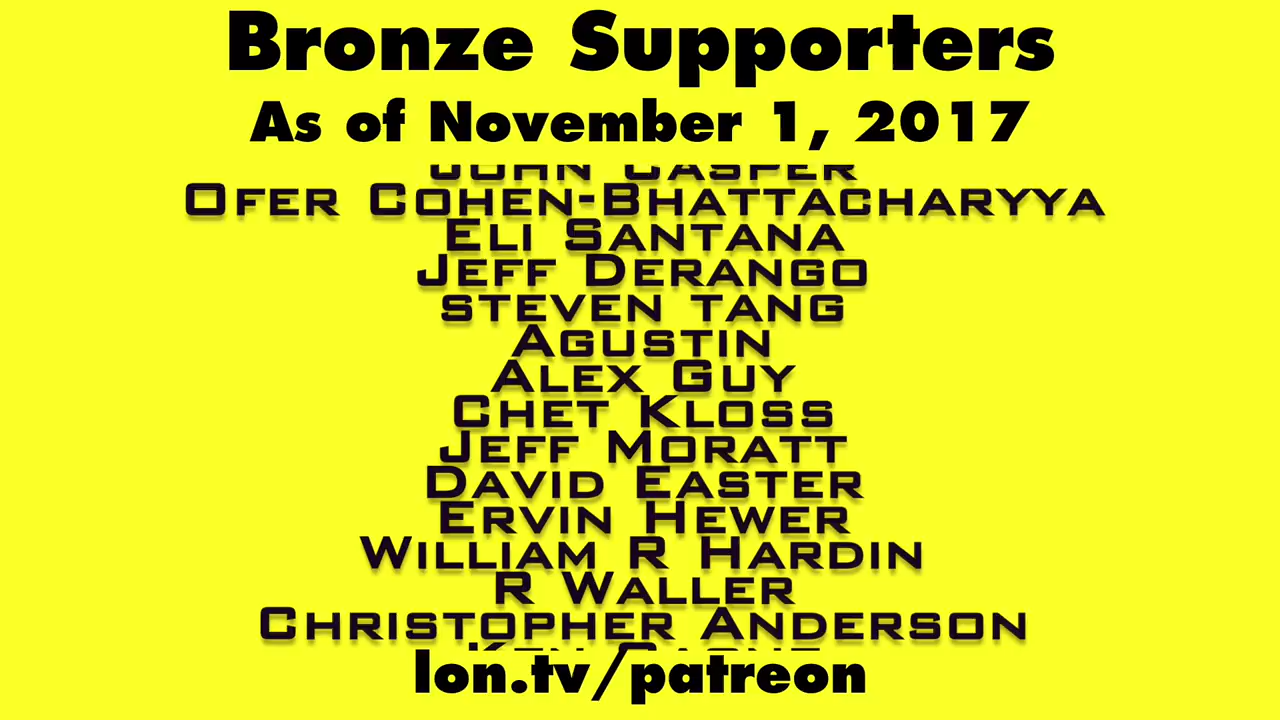 Bronze Supporters
As of November 1, 2017
Ofer Cohen-Bhattacharyya
Eli Santana
Jeff Derango
steven tang
Agustin
Alex Guy
Chet Kloss
Jeff Moratt
David Easter
Ervin Hewer
William R Hardin
R Waller
Christopher Anderson
lon.tv/patreon